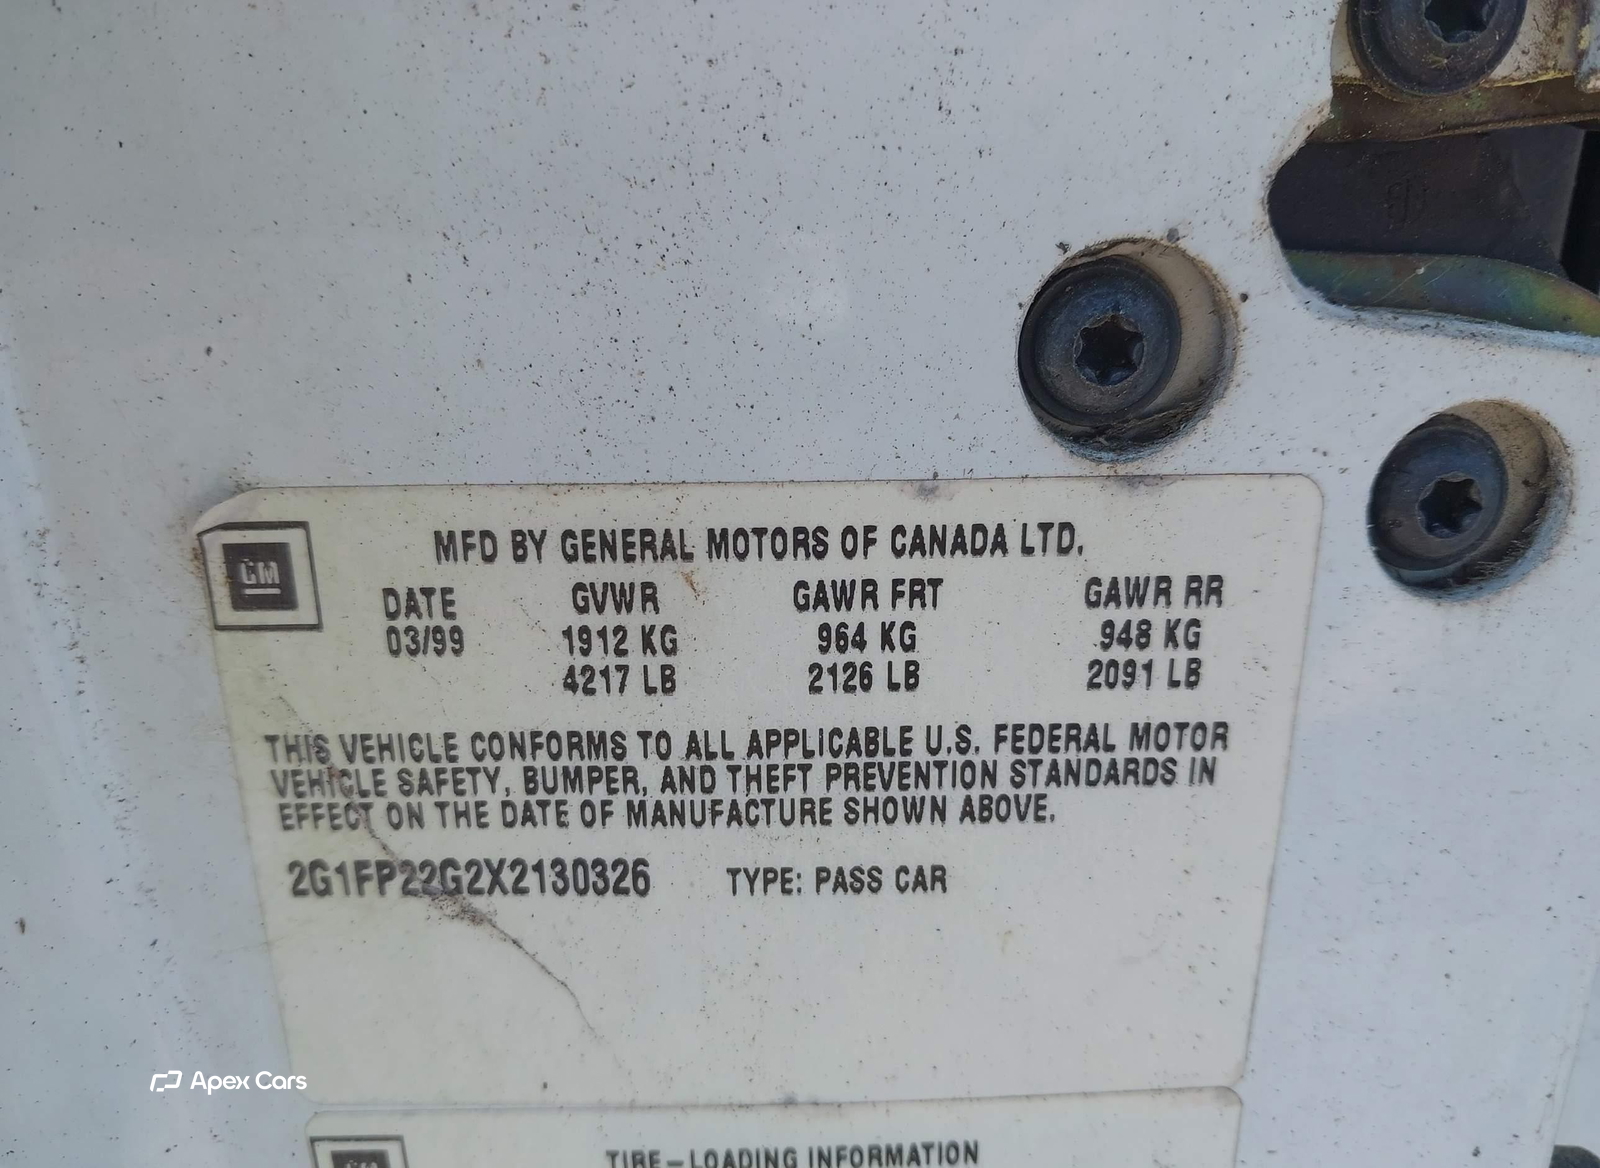 MFD BY GENERAL MOTORS OF CANADA LTD.
GM
DATE GVWR GAWR FRT GAWR RR
03/99 1912 KG 964 KG 948 KG
4217 LB 2126 LB 2091 LB
THIS VEHICLE CONFORMS TO ALL APPLICABLE U.S. FEDERAL MOTOR
VEHICLE SAFETY, BUMPER, AND THEFT PREVENTION STANDARDS IN
EFFECT ON THE DATE OF MANUFACTURE SHOWN ABOVE.
2G1FP22G2X2130326 TYPE: PASS CAR
Apex Cars
TIRE-LOADING INFORMATION